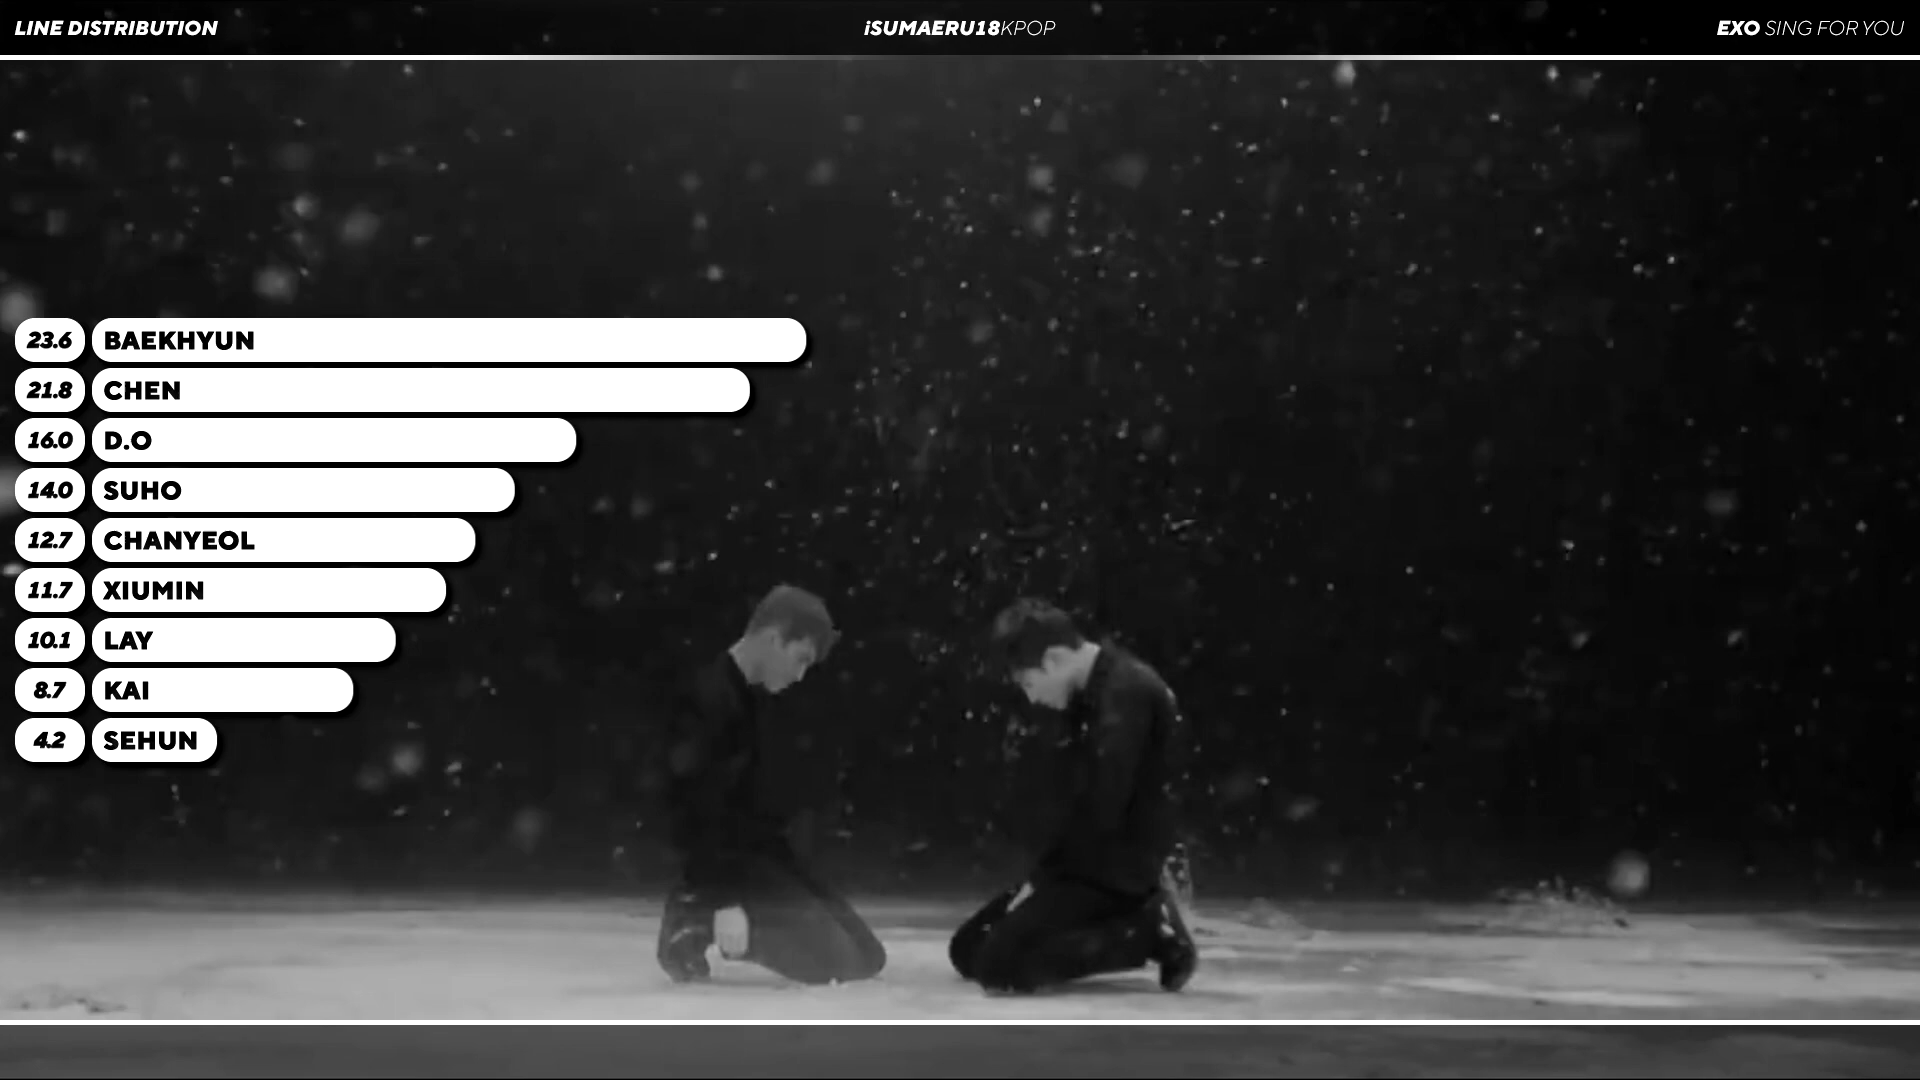 LINE DISTRIBUTION
iSUMAERU18KPOP
EXO SING FOR YOU
23.6 BAEKHYUN
21.8 CHEN
16.0 D.O
14.0 SUHO
12.7 CHANYEOL
11.7 XIUMIN
10.1 LAY
8.7 KAI
4.2 SEHUN